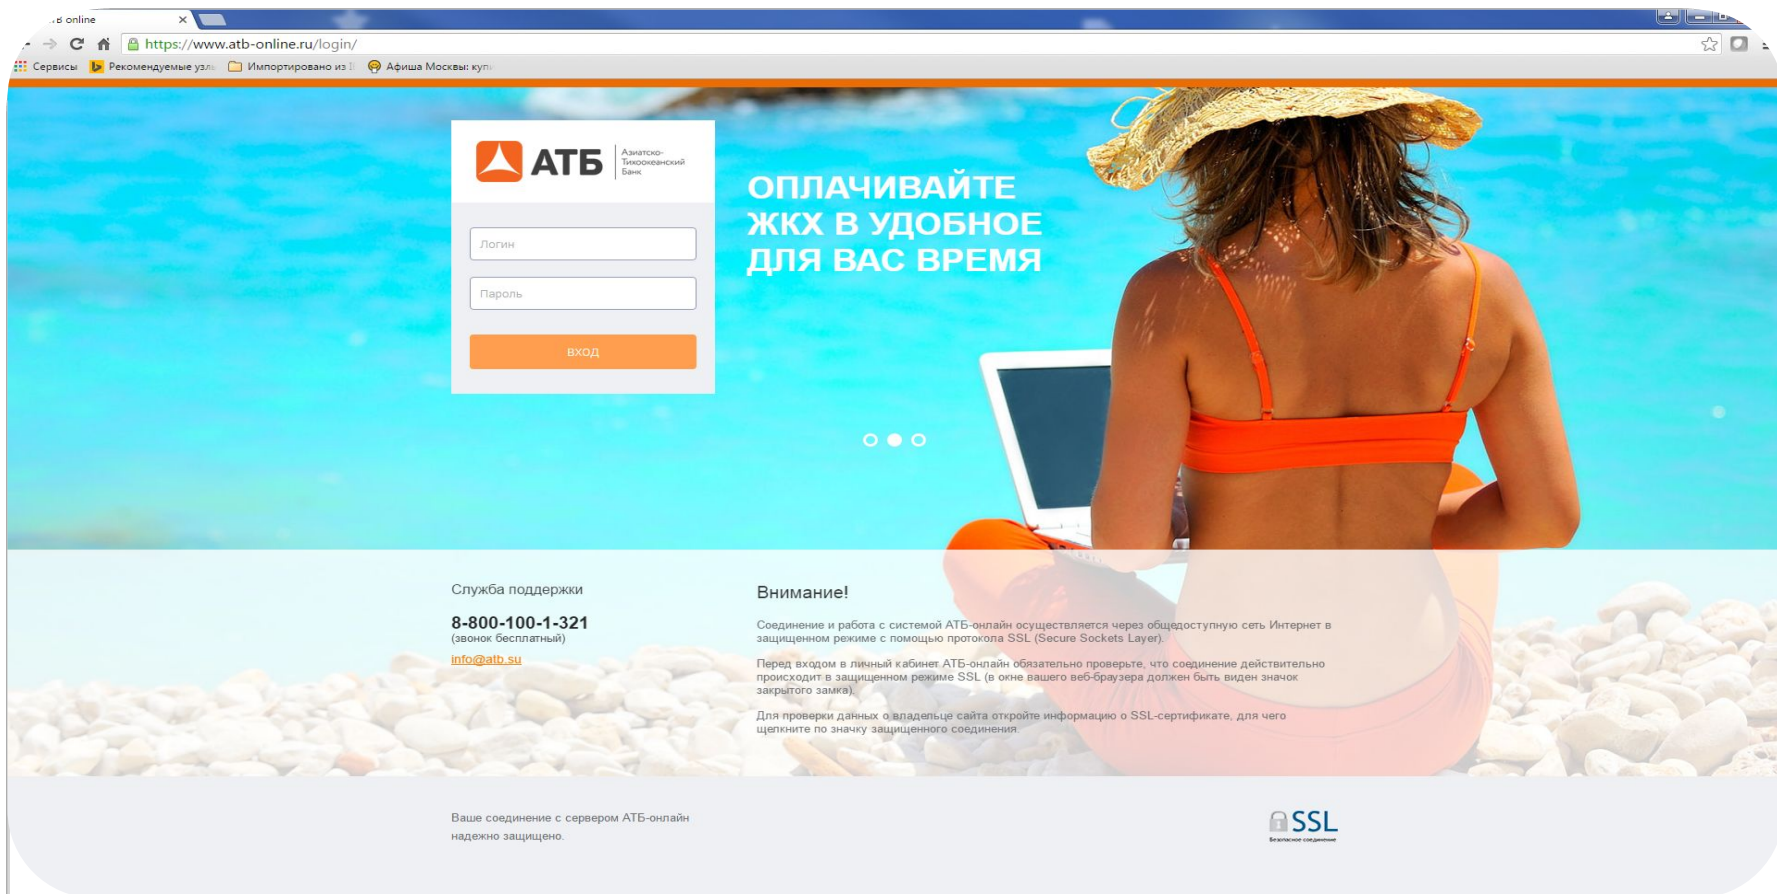 online
https://www.atb-online.ru/login/
Сервисы Рекомендуемые узлы Импортировано из Афиша Москвы: купи
АТБ
Азиатско-
Тихоокеанский
Банк
Логин
Пароль
ВХОД
ОПЛАЧИВАЙТЕ
ЖКХ В УДОБНОЕ
ДЛЯ ВАС ВРЕМЯ
Служба поддержки
8-800-100-1-321
(звонок бесплатный)
info@atb.su
Внимание!
Соединение и работа с системой АТБ-онлайн осуществляется через общедоступную сеть Интернет в
защищенном режиме с помощью протокола SSL (Secure Sockets Layer).
Перед входом в личный кабинет АТБ-онлайн обязательно проверьте, что соединение действительно
происходит в защищенном режиме SSL (в окне вашего веб-браузера должен быть виден значок
закрытого замка).
Для проверки данных о владельце сайта откройте информацию о SSL-сертификате, для чего
щелкните по значку защищенного соединения.
Ваше соединение с сервером АТБ-онлайн
надежно защищено.
SSL
Безопасное соединение